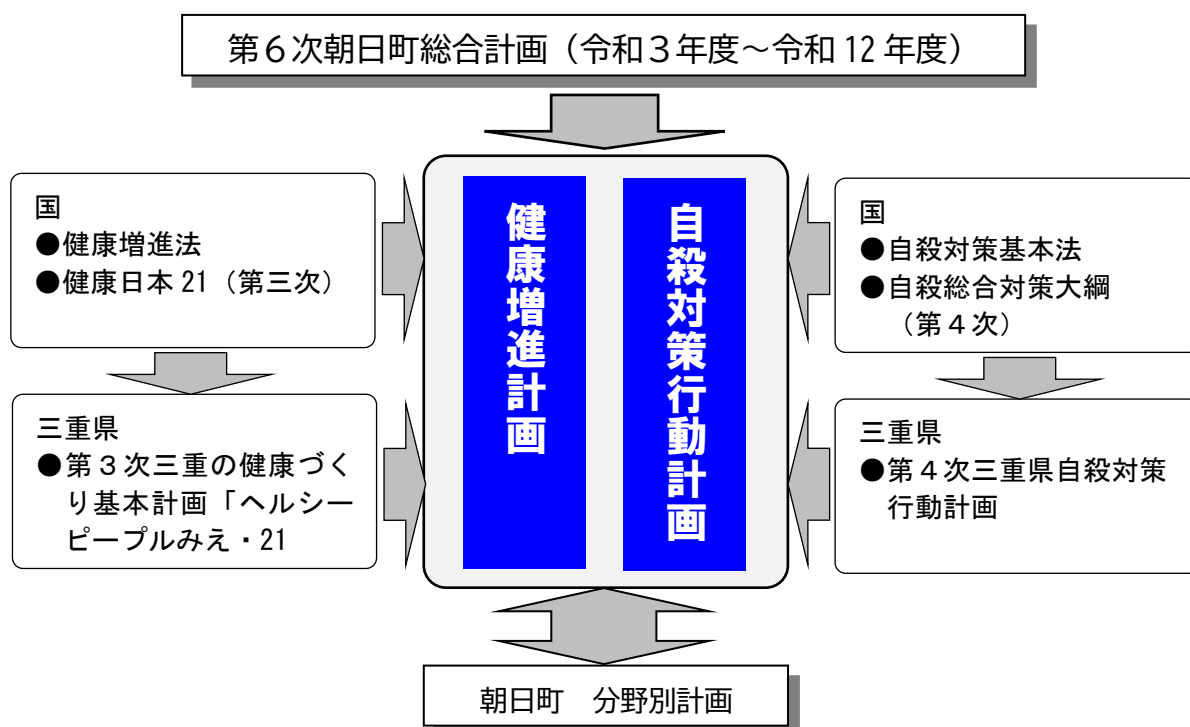 第６次朝日町総合計画（令和３年度～令和 12 年度）
国
●健康増進法
●健康日本 21（第三次）
三重県
●第３次三重の健康づく
り基本計画「ヘルシー
ピープルみえ・21
健康増進計画
自殺対策行動計画
国
●自殺対策基本法
●自殺総合対策大綱
（第４次）
三重県
●第４次三重県自殺対策
行動計画
朝日町　分野別計画